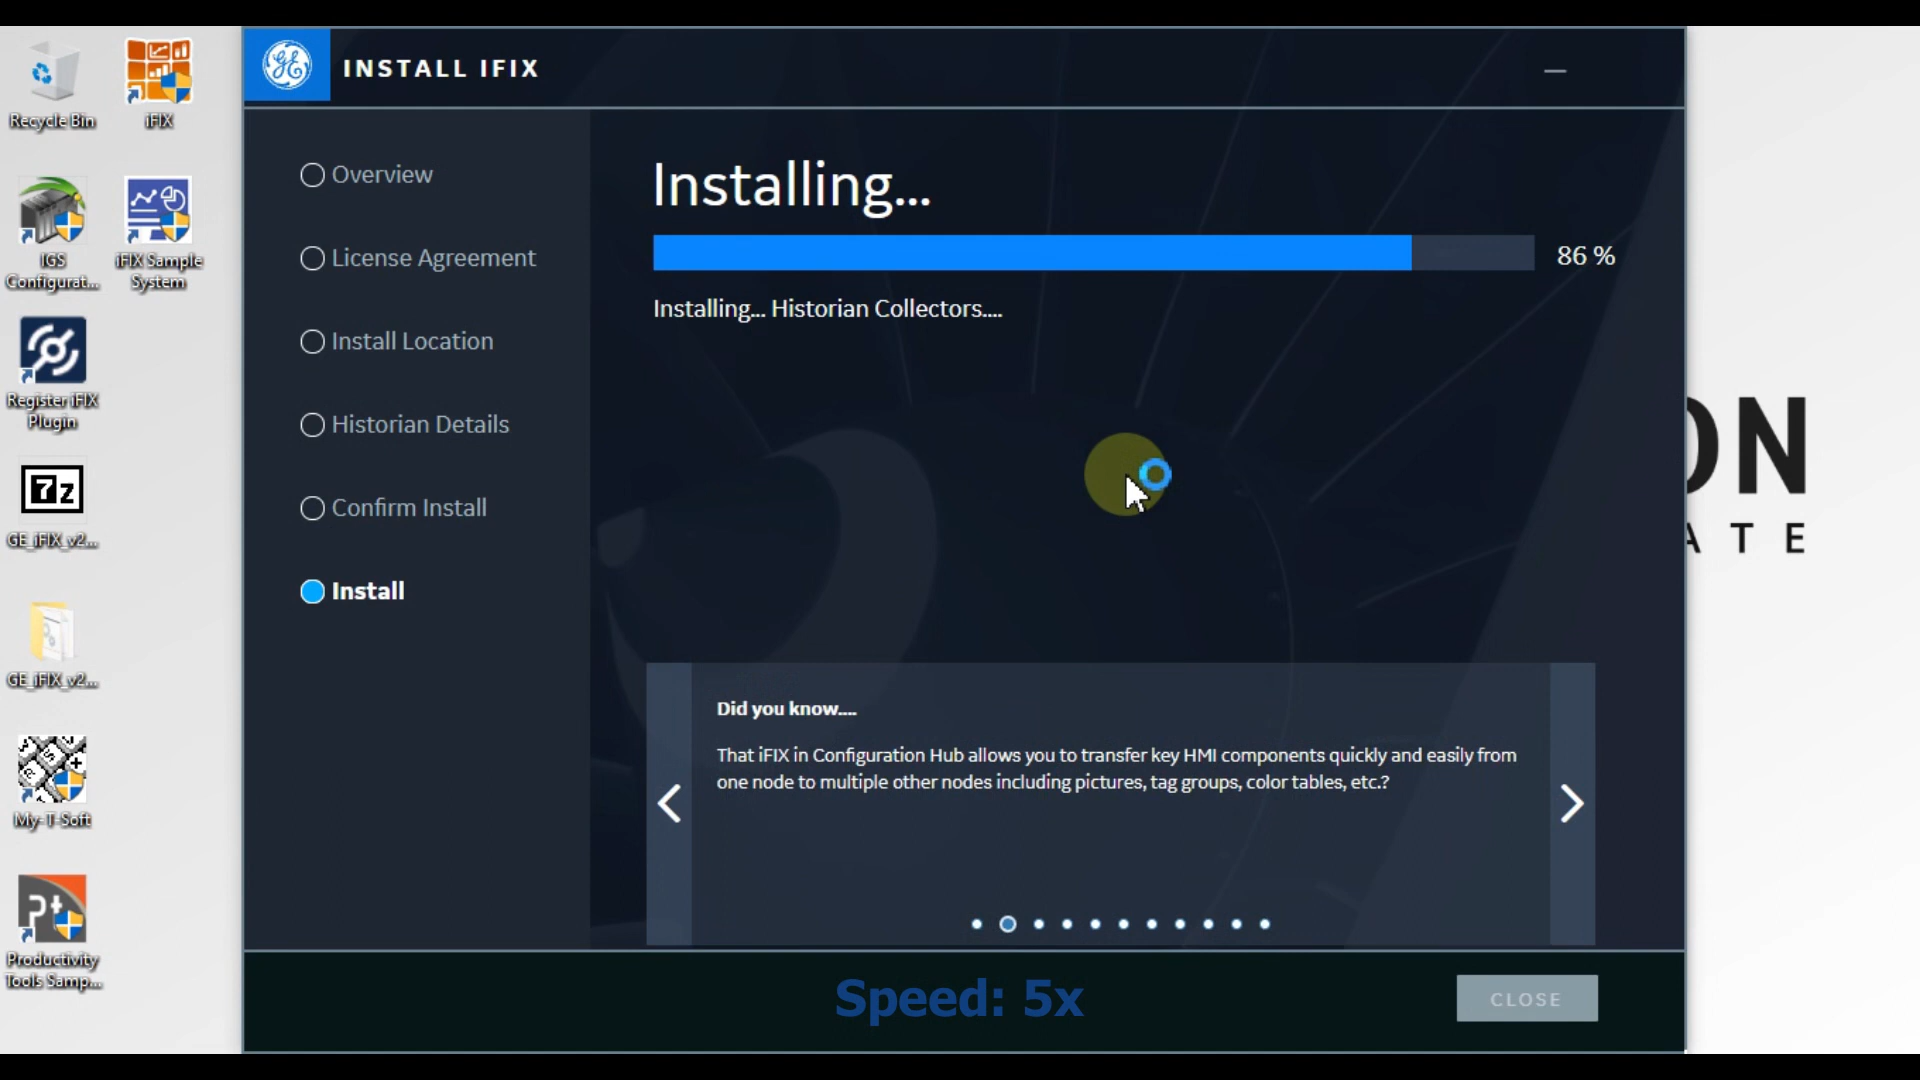 INSTALL IFIX
Recycle Bin
iFIX
IGS
Configurat...
iFIX Sample
System
Register iFIX
Plugin
7z
GE_iFIX_v2...
GE_iFIX_v2...
My-T-Soft
Productivity
Tools Samp...
Overview
License Agreement
Install Location
Historian Details
Confirm Install
Install
Installing...
86 %
Installing... Historian Collectors....
Did you know....
That iFIX in Configuration Hub allows you to transfer key HMI components quickly and easily from
one node to multiple other nodes including pictures, tag groups, color tables, etc.?
Speed: 5x
CLOSE
ON
ATE